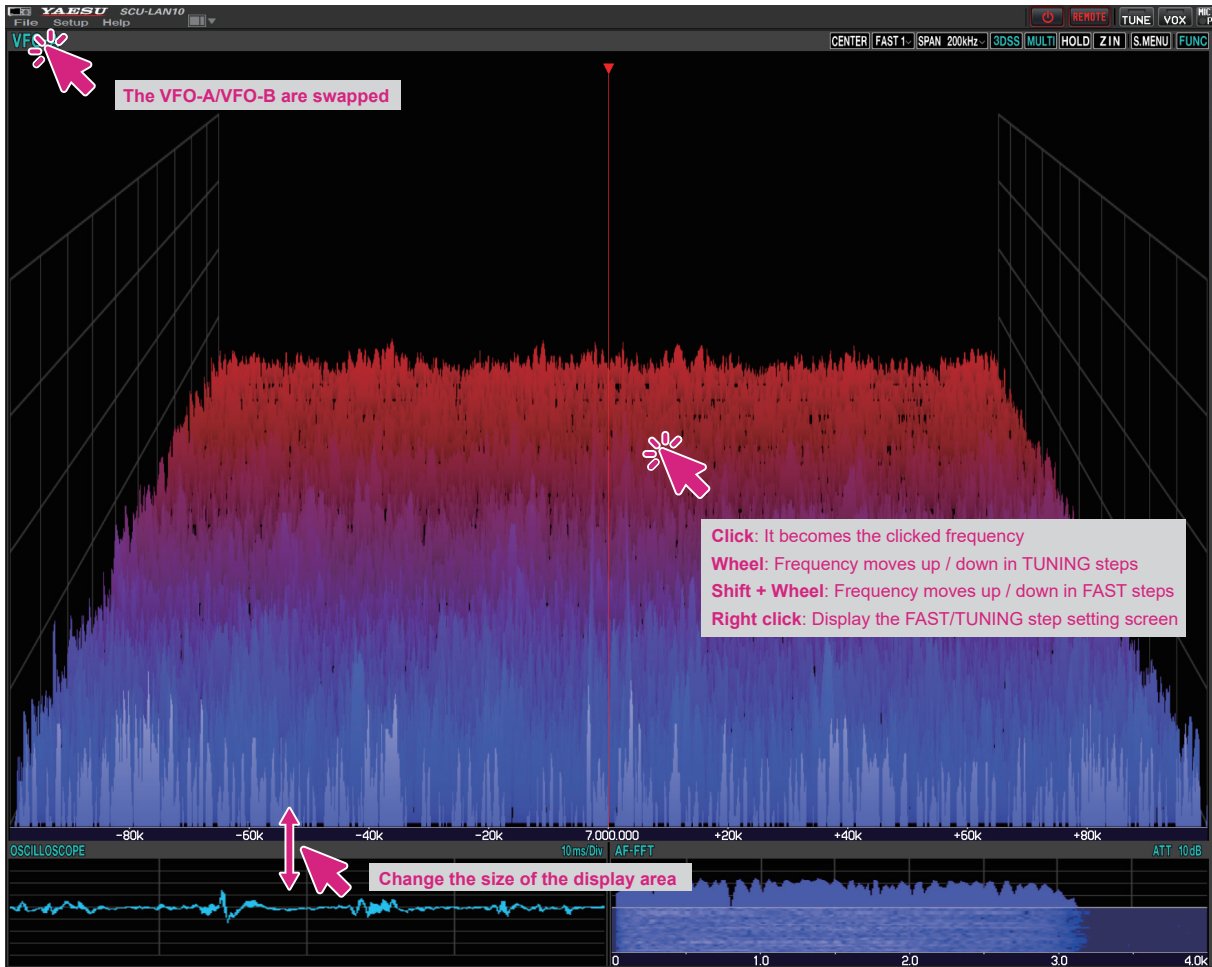 YAESU SCU-LAN10
File Setup Help
REMOTE TUNE VOX MIC
CENTER FAST 1 SPAN 200kHz 3DSS MULTI HOLD Z IN S.MENU FUNC
The VFO-A/VFO-B are swapped
Click: It becomes the clicked frequency
Wheel: Frequency moves up / down in TUNING steps
Shift + Wheel: Frequency moves up / down in FAST steps
Right click: Display the FAST/TUNING step setting screen
-80k -60k -40k -20k 7.000.000 +20k +40k +60k +80k
OSCILLOSCOPE 10ms/Div AF-FFT ATT 10dB
Change the size of the display area
0 1.0 2.0 3.0 4.0k